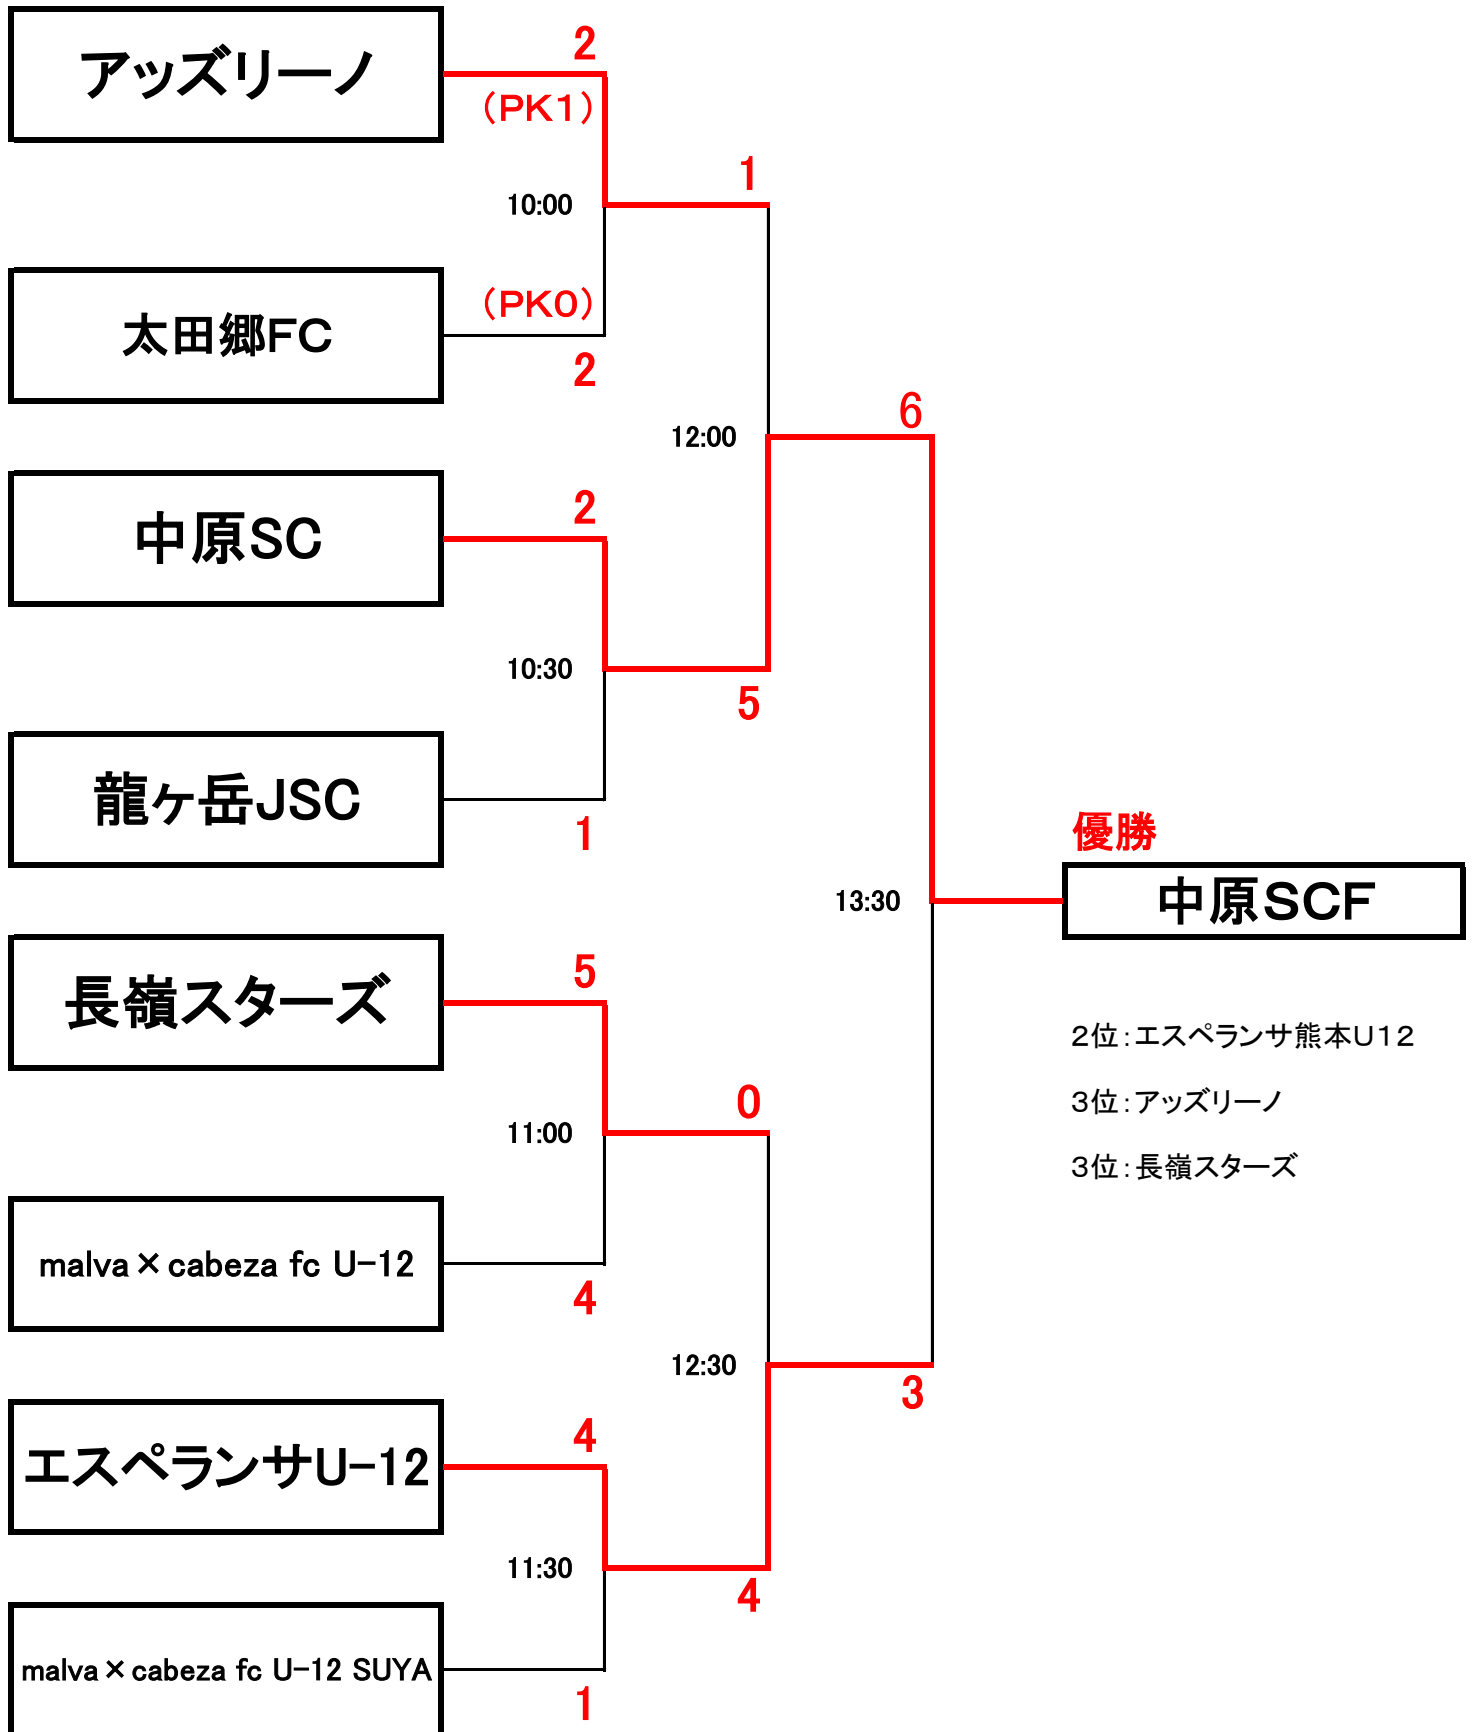 アッズリーノ
2
（PK1）
10:00
1
（PK0）
太田郷FC
2
12:00
6
中原SC
2
10:30
5
龍ヶ岳JSC
1
優勝
13:30
中原SCF
長嶺スターズ
5
2位：エスペランサ熊本U12
11:00
0
3位：アッズリーノ
3位：長嶺スターズ
malva×cabeza fc U-12
4
12:30
3
エスペランサU-12
4
11:30
4
malva×cabeza fc U-12 SUYA
1